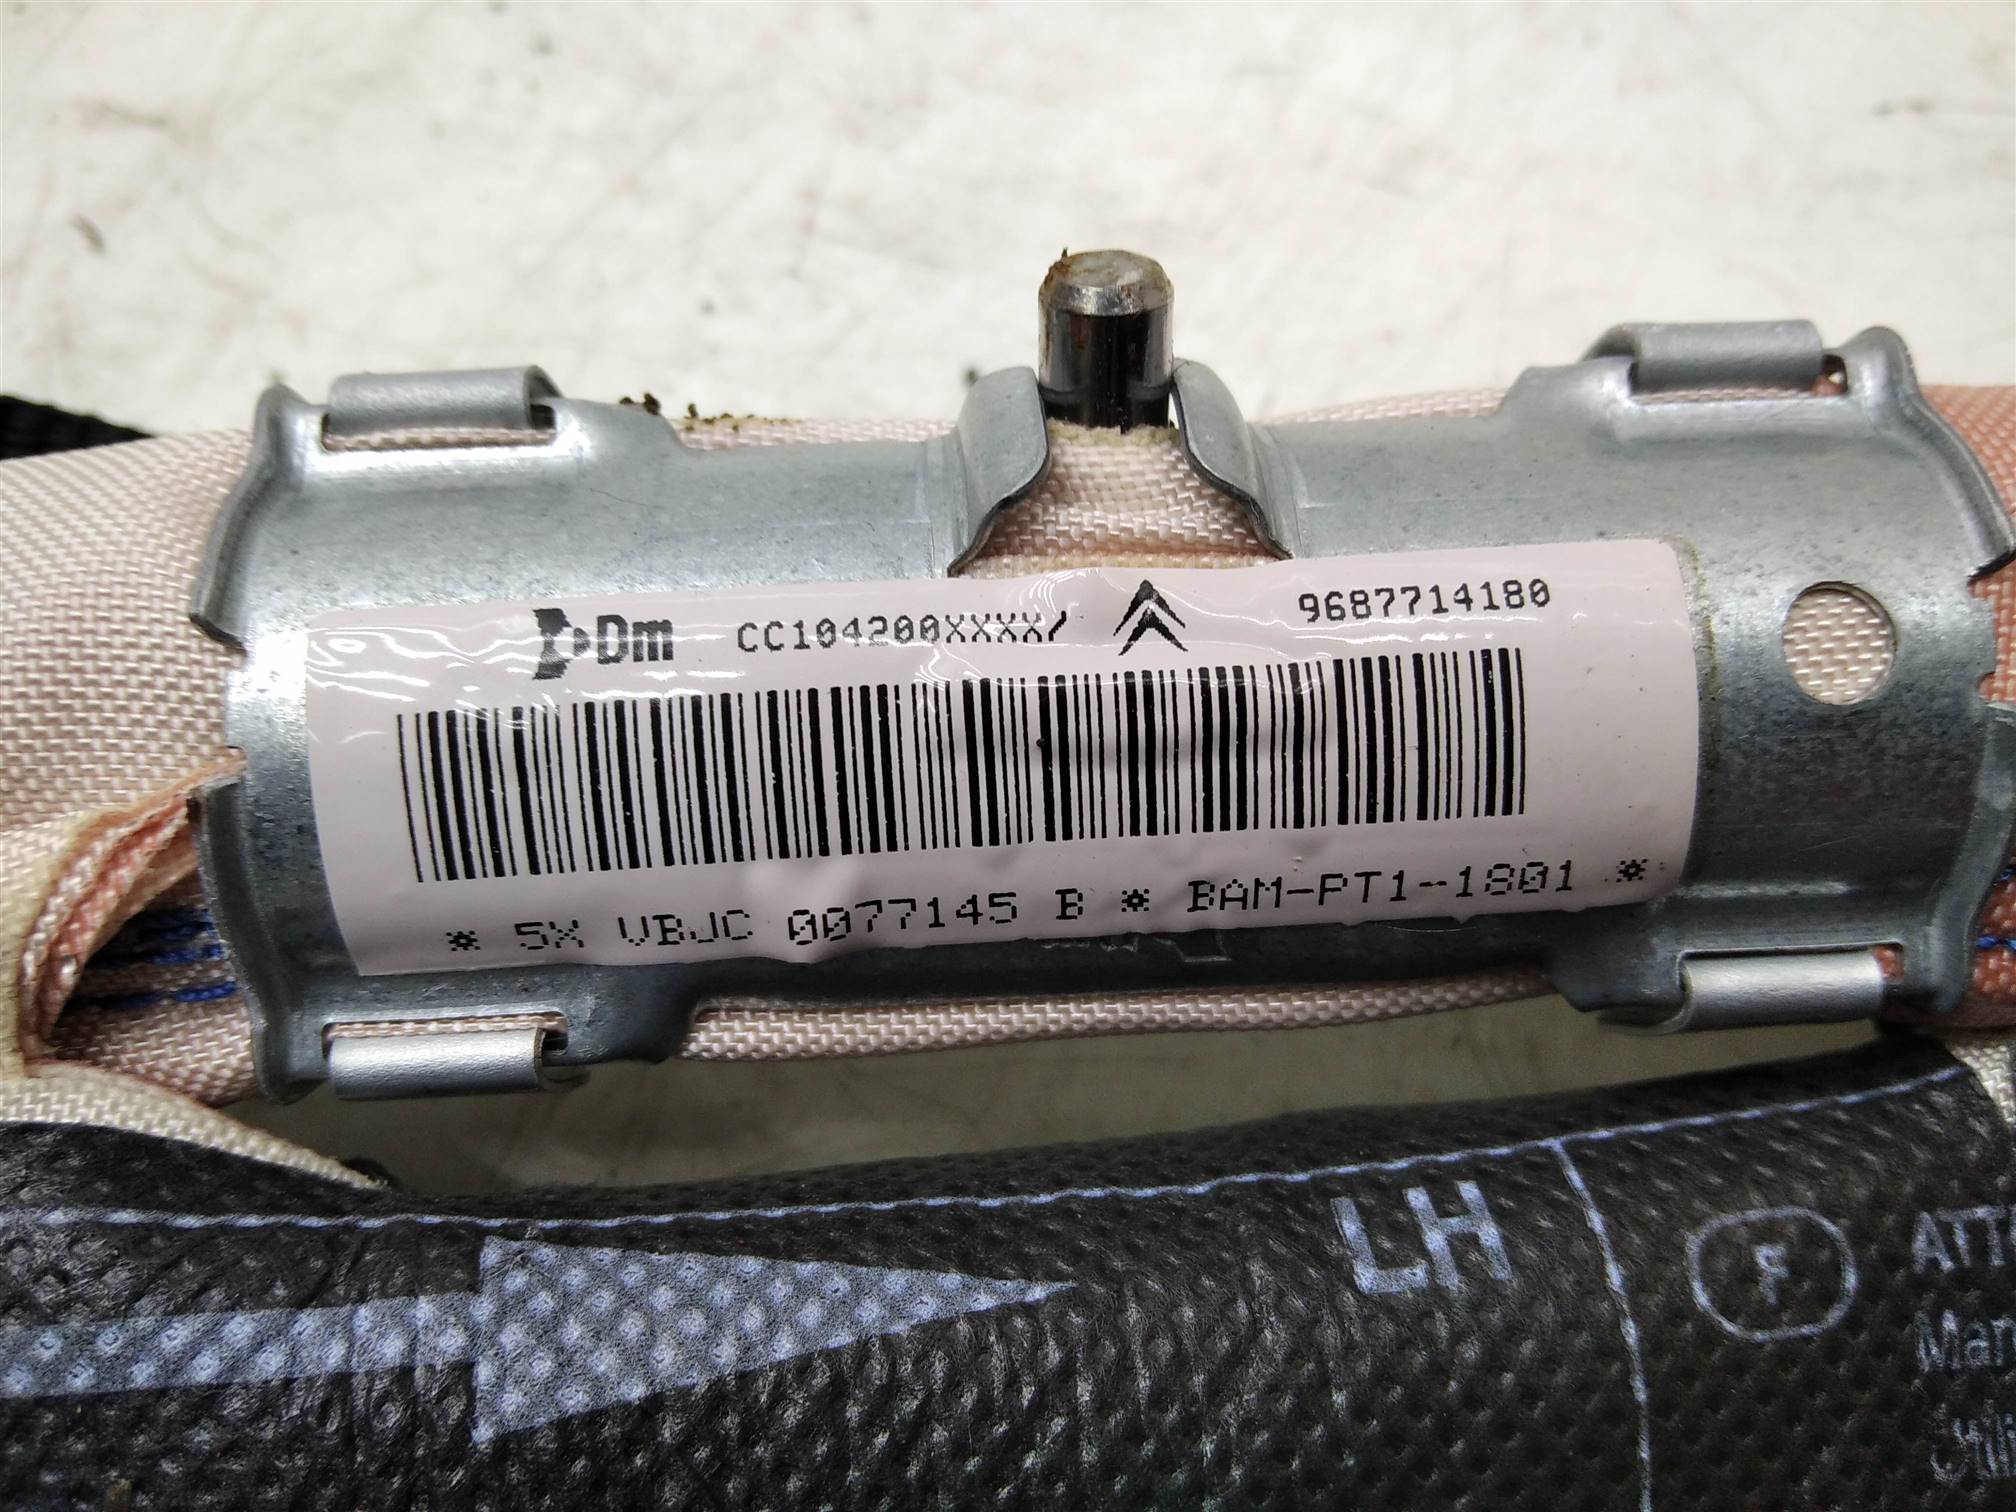 Dm CC104200XXXX/ 9687714180
* 5X VBJC 0077145 B * BAM-PT1-1801 *
LH
F